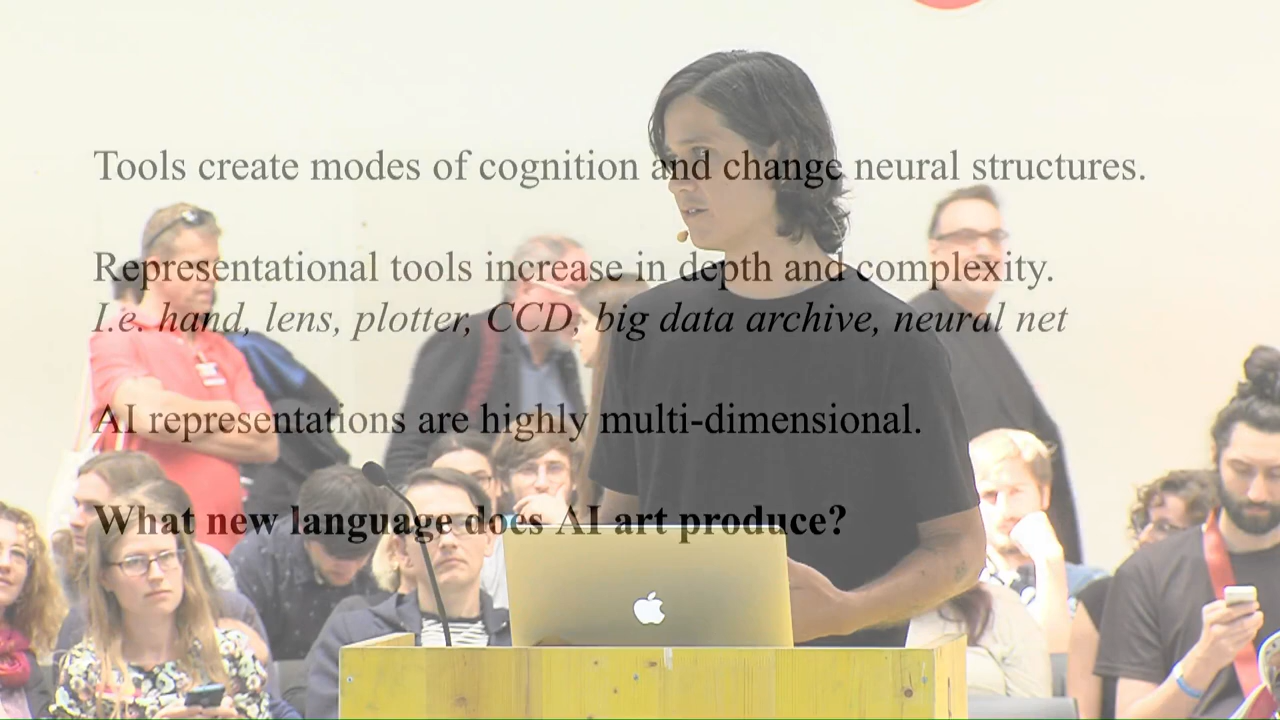 Tools create modes of cognition and change neural structures.
Representational tools increase in depth and complexity.
I.e. hand, lens, plotter, CCD, big data archive, neural net
AI representations are highly multi-dimensional.
What new language does AI art produce?